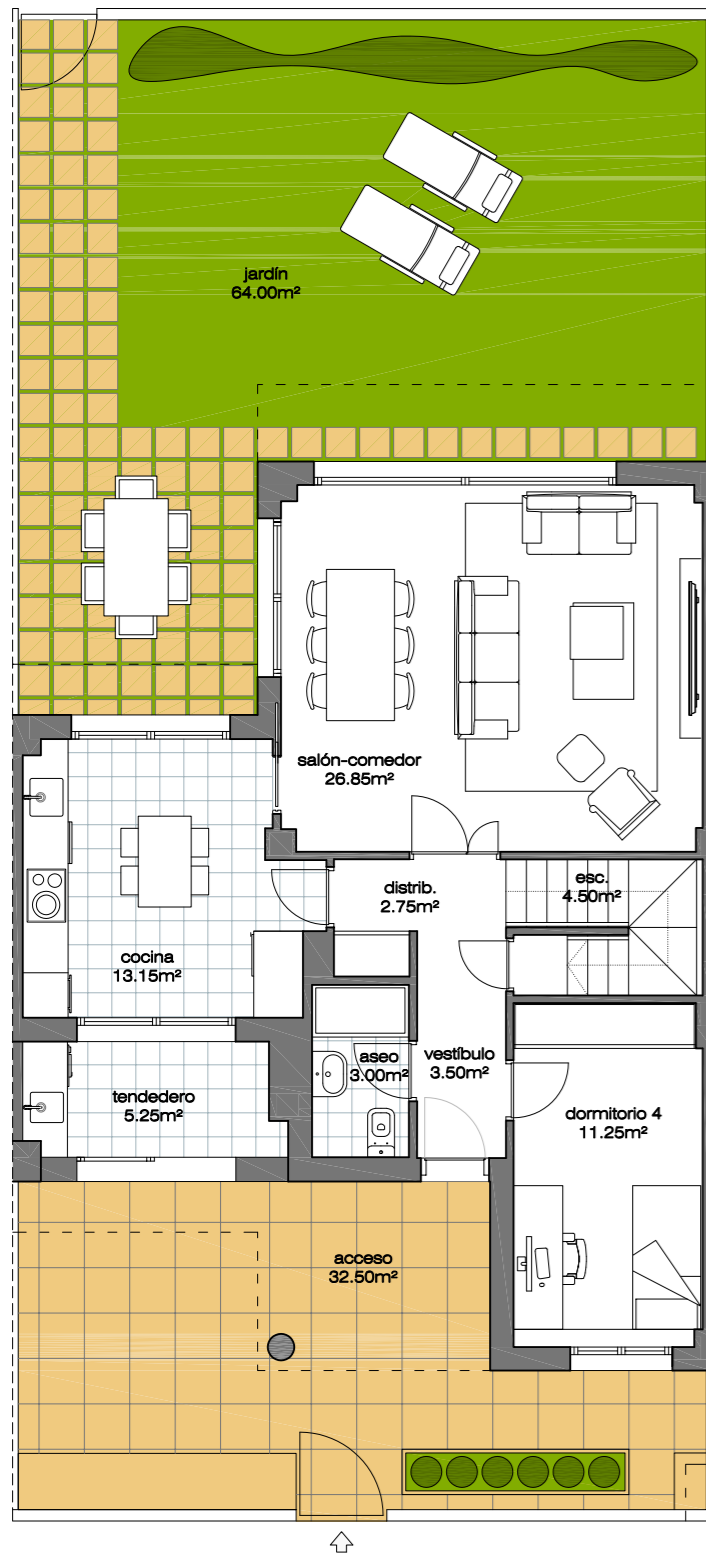 jardín
64.00m²
salón-comedor
26.85m²
distrib.
2.75m²
esc.
4.50m²
cocina
13.15m²
aseo
3.00m²
vestíbulo
3.50m²
tendedero
5.25m²
dormitorio 4
11.25m²
acceso
32.50m²